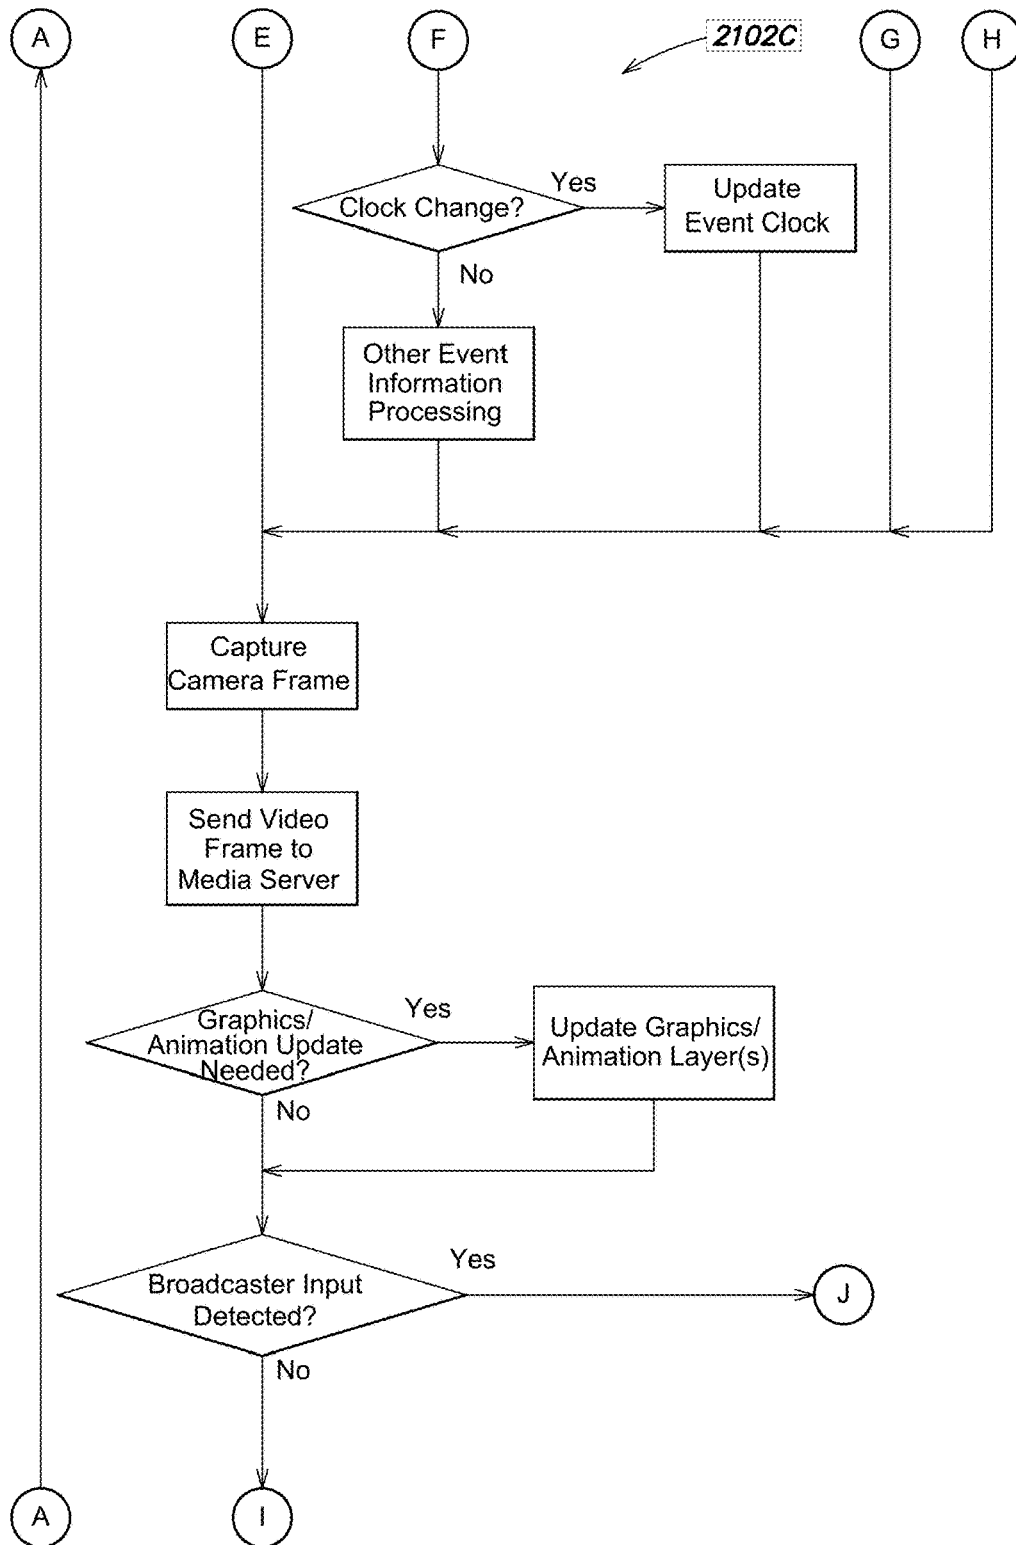 A
E
F
2102C
G
H
Clock Change?
Yes
Update
Event Clock
No
Other Event
Information
Processing
Capture
Camera Frame
Send Video
Frame to
Media Server
Graphics/
Animation Update
Needed?
Yes
Update Graphics/
Animation Layer(s)
No
Broadcaster Input
Detected?
Yes
J
No
A
I